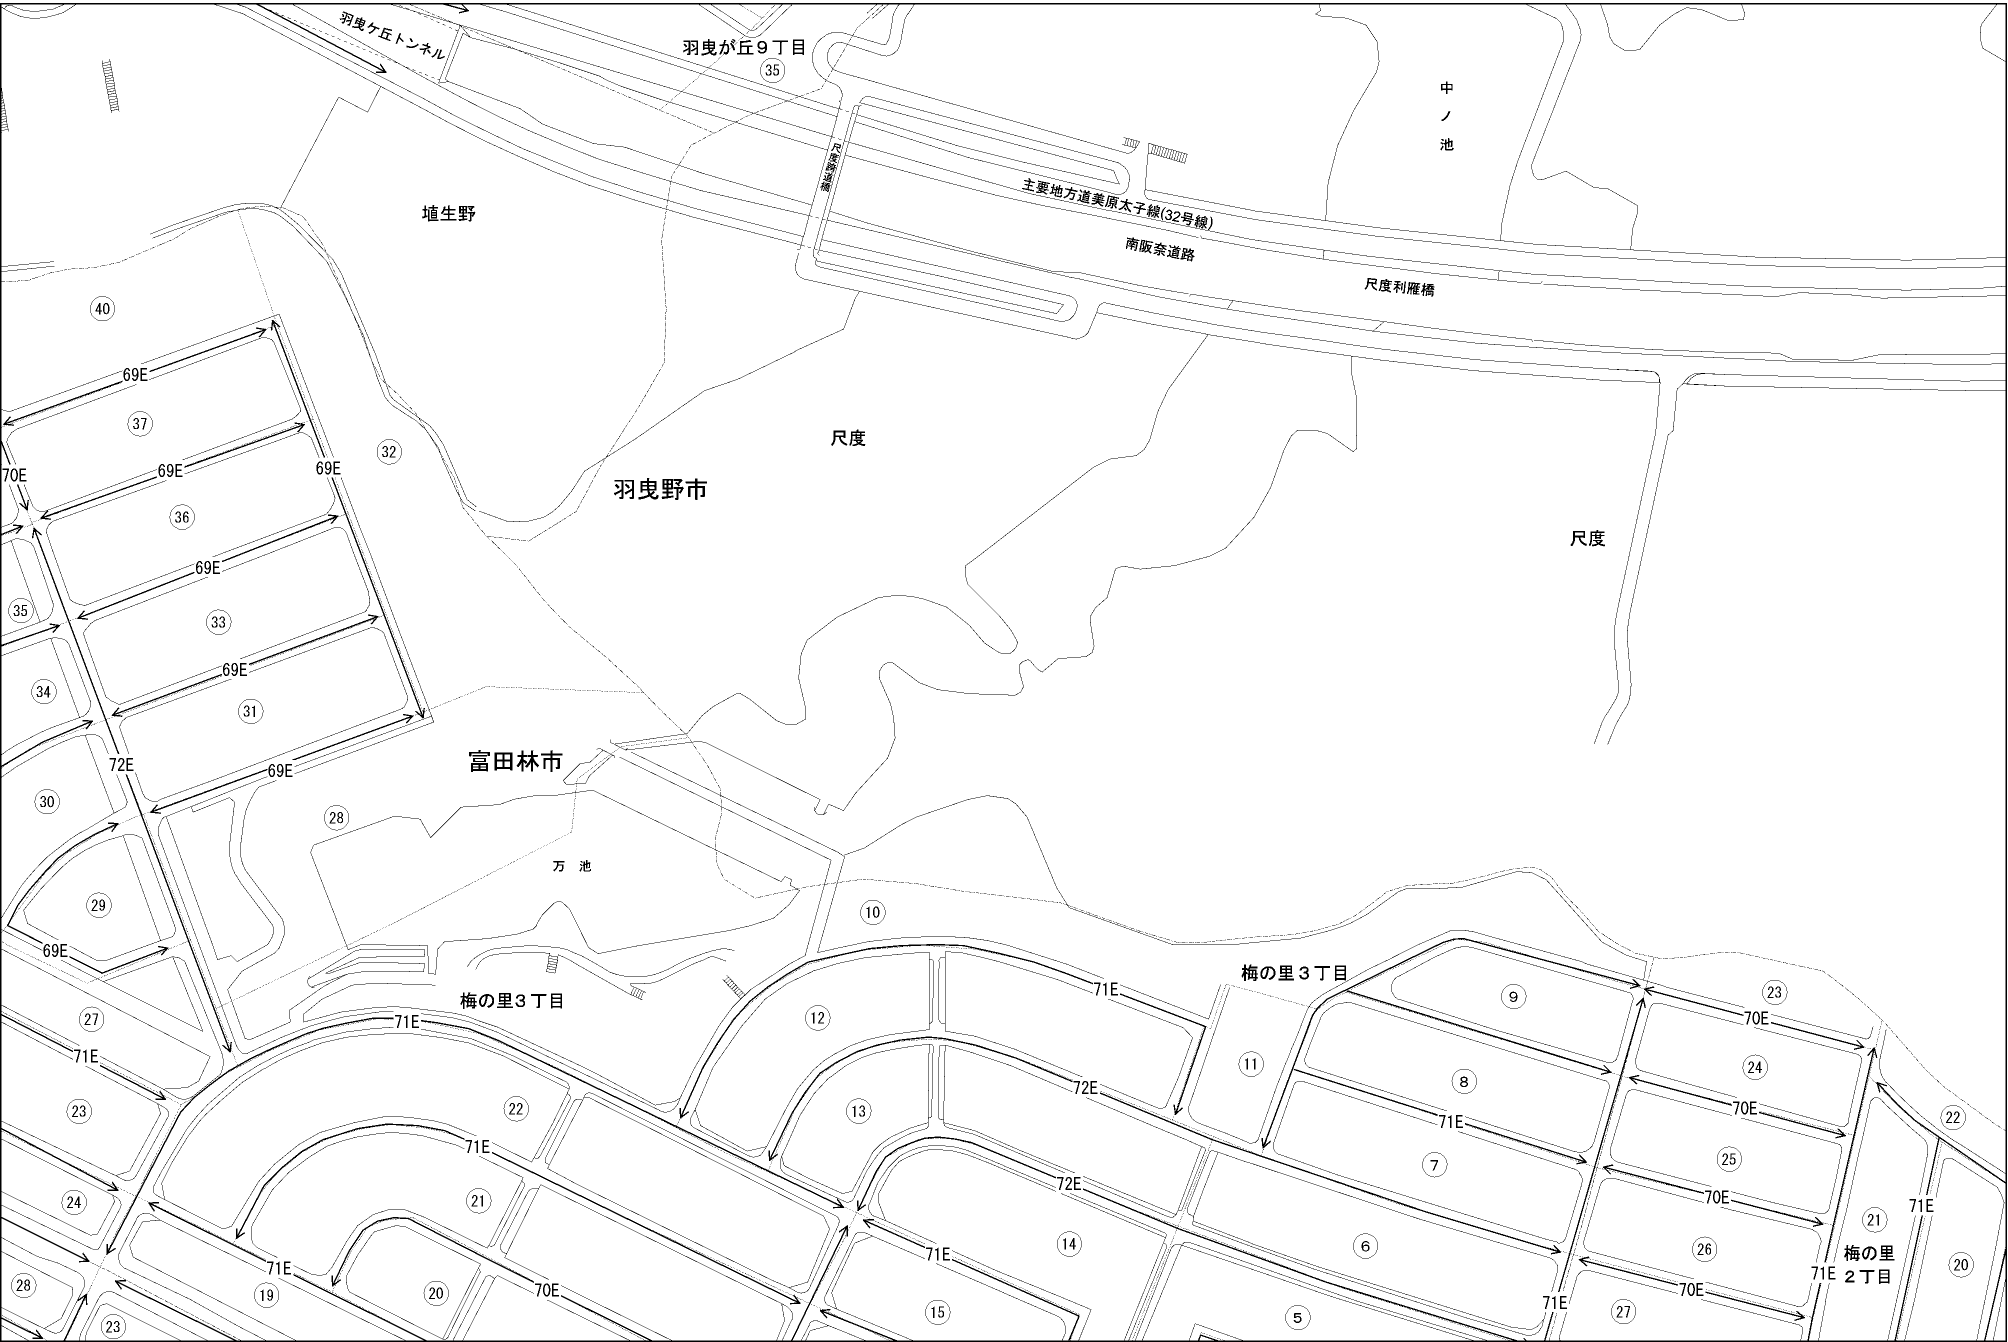 羽曳ケ丘トンネル
羽曳が丘９丁目
35
中ノ池
尺度跨道橋
主要地方道美原太子線(32号線)
南阪奈道路
尺度利雁橋
埴生野
40
69E
37
32
尺度
69E
69E
70E
羽曳野市
36
尺度
69E
35
33
69E
34
31
富田林市
72E
69E
30
28
万 池
29
10
69E
梅の里３丁目
梅の里３丁目
71E
9
23
27
71E
12
70E
71E
11
24
8
72E
23
22
13
70E
22
71E
71E
7
25
24
21
72E
70E
71E
21
梅の里
２丁目
14
71E
6
26
20
71E
71E
28
19
20
70E
70E
71E
15
5
27
23